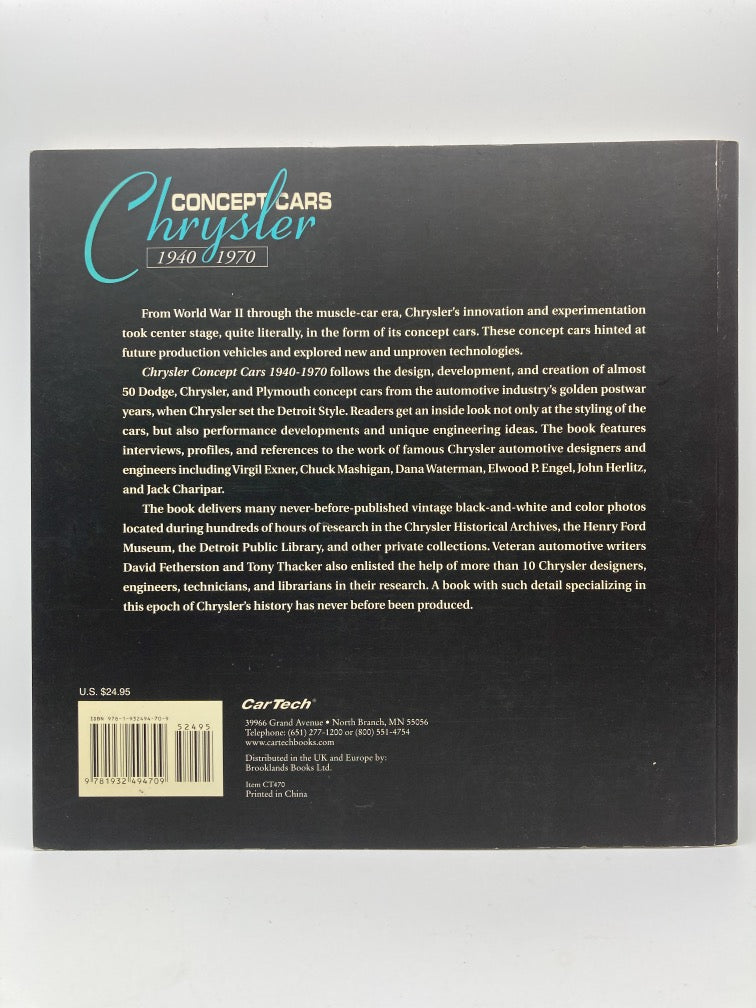 CONCEPT CARS
Chrysler
1940 1970
From World War II through the muscle-car era, Chrysler's innovation and experimentation
took center stage, quite literally, in the form of its concept cars. These concept cars hinted at
future production vehicles and explored new and unproven technologies.
Chrysler Concept Cars 1940-1970 follows the design, development, and creation of almost
50 Dodge, Chrysler, and Plymouth concept cars from the automotive industry's golden postwar
years, when Chrysler set the Detroit Style. Readers get an inside look not only at the styling of the
cars, but also performance developments and unique engineering ideas. The book features
interviews, profiles, and references to the work of famous Chrysler automotive designers and
engineers including Virgil Exner, Chuck Mashigan, Dana Waterman, Elwood P. Engel, John Herlitz,
and Jack Charipar.
The book delivers many never-before-published vintage black-and-white and color photos
located during hundreds of hours of research in the Chrysler Historical Archives, the Henry Ford
Museum, the Detroit Public Library, and other private collections. Veteran automotive writers
David Fetherston and Tony Thacker also enlisted the help of more than 10 Chrysler designers,
engineers, technicians, and librarians in their research. A book with such detail specializing in
this epoch of Chrysler's history has never before been produced.
U.S. $24.95
ISBN 978-1-932494-70-9
52495
9 781932 494709
CarTech®
39966 Grand Avenue • North Branch, MN 55056
Telephone: (651) 277-1200 or (800) 551-4754
www.cartechbooks.com
Distributed in the UK and Europe by:
Brooklands Books Ltd.
Item CT470
Printed in China